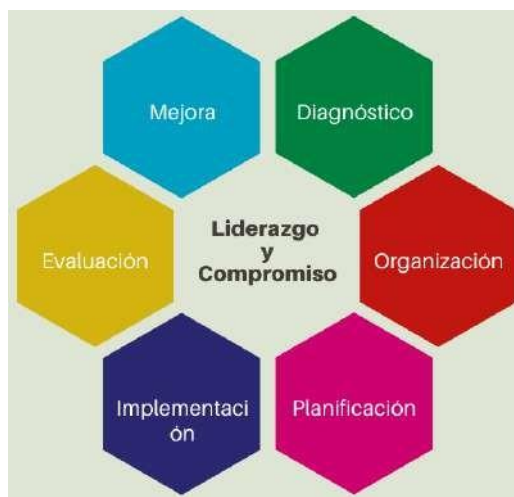 Mejora
Diagnóstico
Liderazgo
y
Compromiso
Evaluación
Organización
Implementaci
ón
Planificación